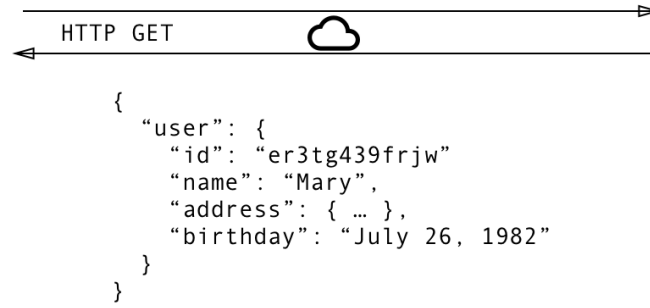 HTTP GET
{
“user”: {
“id”: “er3tg439frjw”
“name”: “Mary”,
“address”: { … },
“birthday”: “July 26, 1982”
}
}